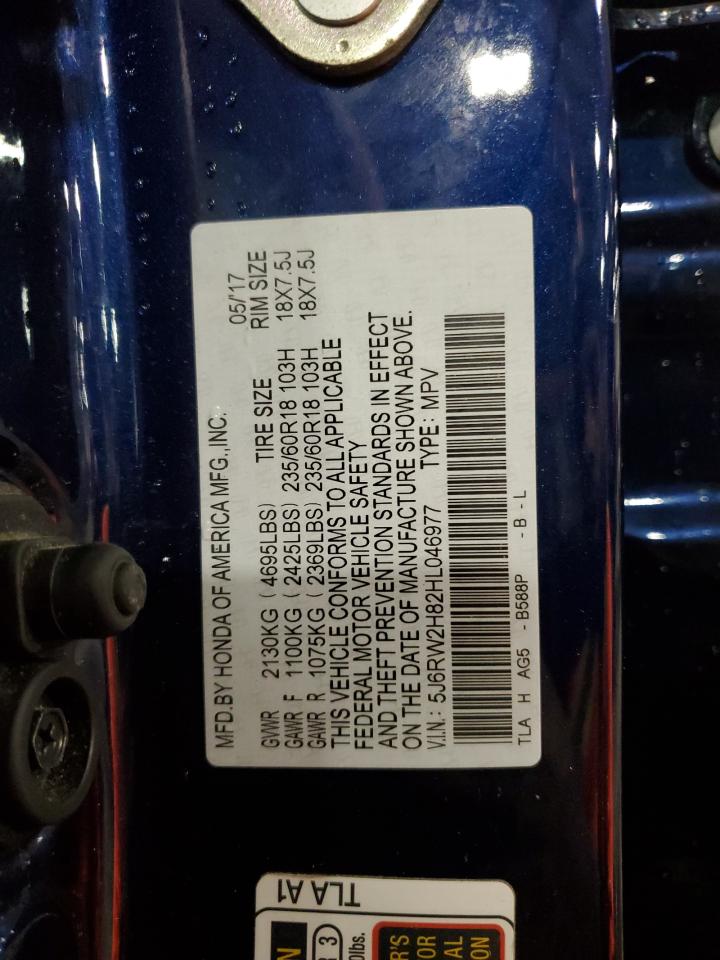 MFD.BY HONDA OF AMERICA MFG.,INC. 05/'17
TIRE SIZE RIM SIZE
GVWR 2130KG ( 4695LBS)
GAWR F 1100KG ( 2425LBS) 235/60R18 103H 18X7.5J
GAWR R 1075KG ( 2369LBS) 235/60R18 103H 18X7.5J
THIS VEHICLE CONFORMS TO ALL APPLICABLE
FEDERAL MOTOR VEHICLE SAFETY
AND THEFT PREVENTION STANDARDS IN EFFECT
ON THE DATE OF MANUFACTURE SHOWN ABOVE.
V.I.N.: 5J6RW2H82HL046977 TYPE: MPV
TLA H AG5 - B588P - B - L
TLA A1